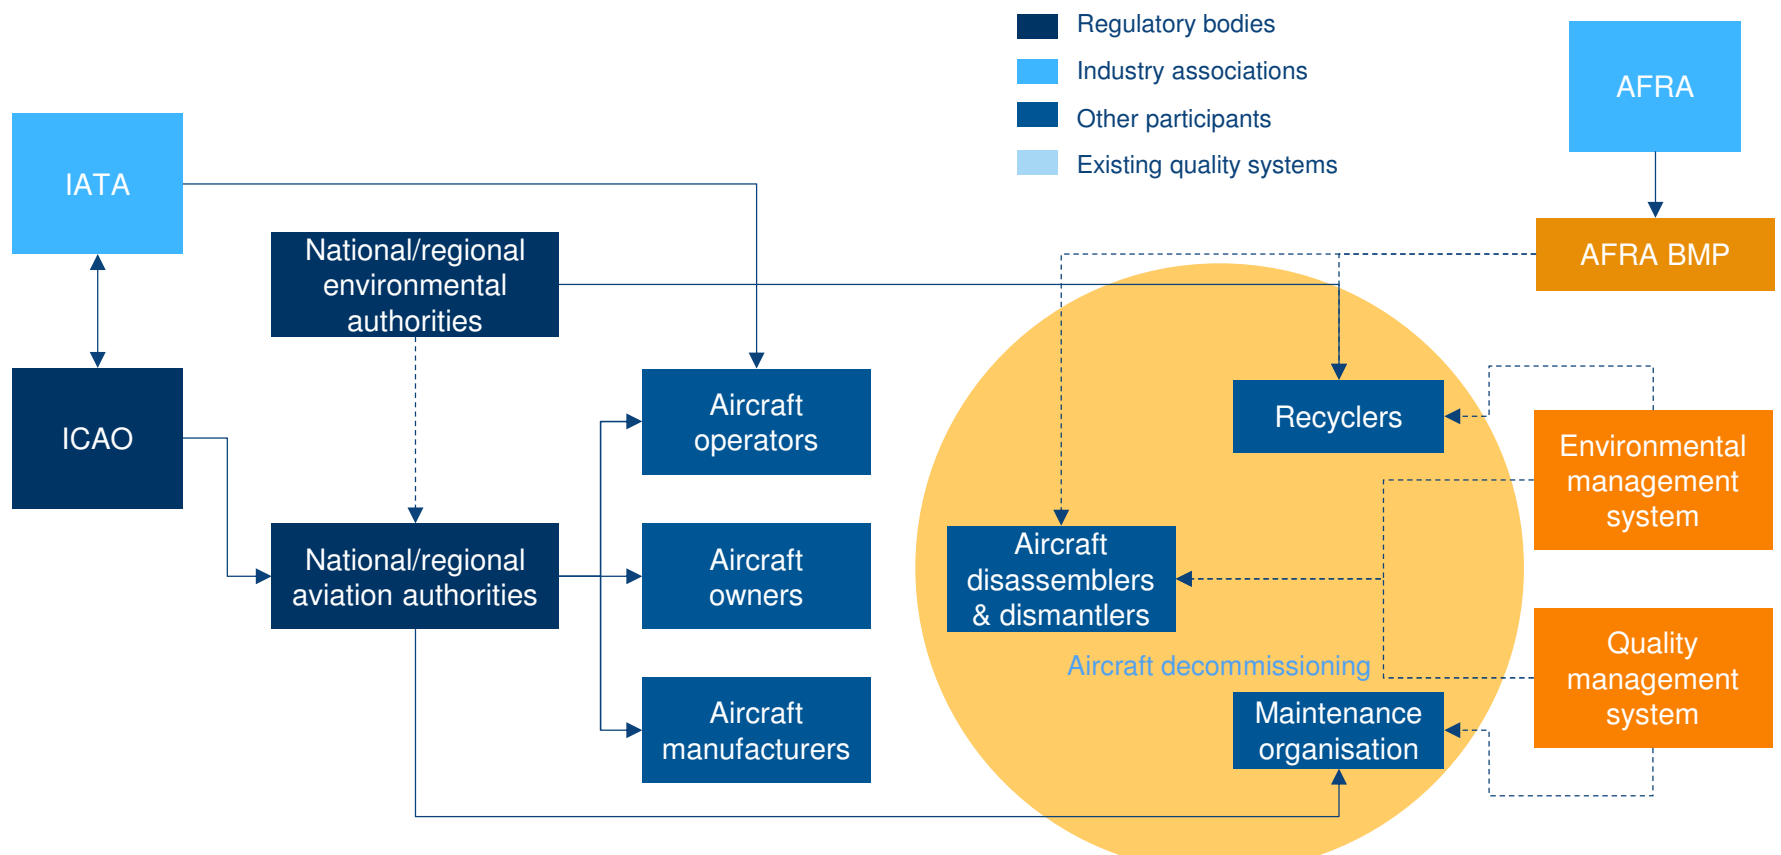 Regulatory bodies
Industry associations
Other participants
Existing quality systems
AFRA
IATA
National/regional
environmental
authorities
AFRA BMP
ICAO
Aircraft
operators
Recyclers
Environmental
management
system
National/regional
aviation authorities
Aircraft
owners
Aircraft
disassemblers
& dismantlers
Aircraft decommissioning
Quality
management
system
Aircraft
manufacturers
Maintenance
organisation